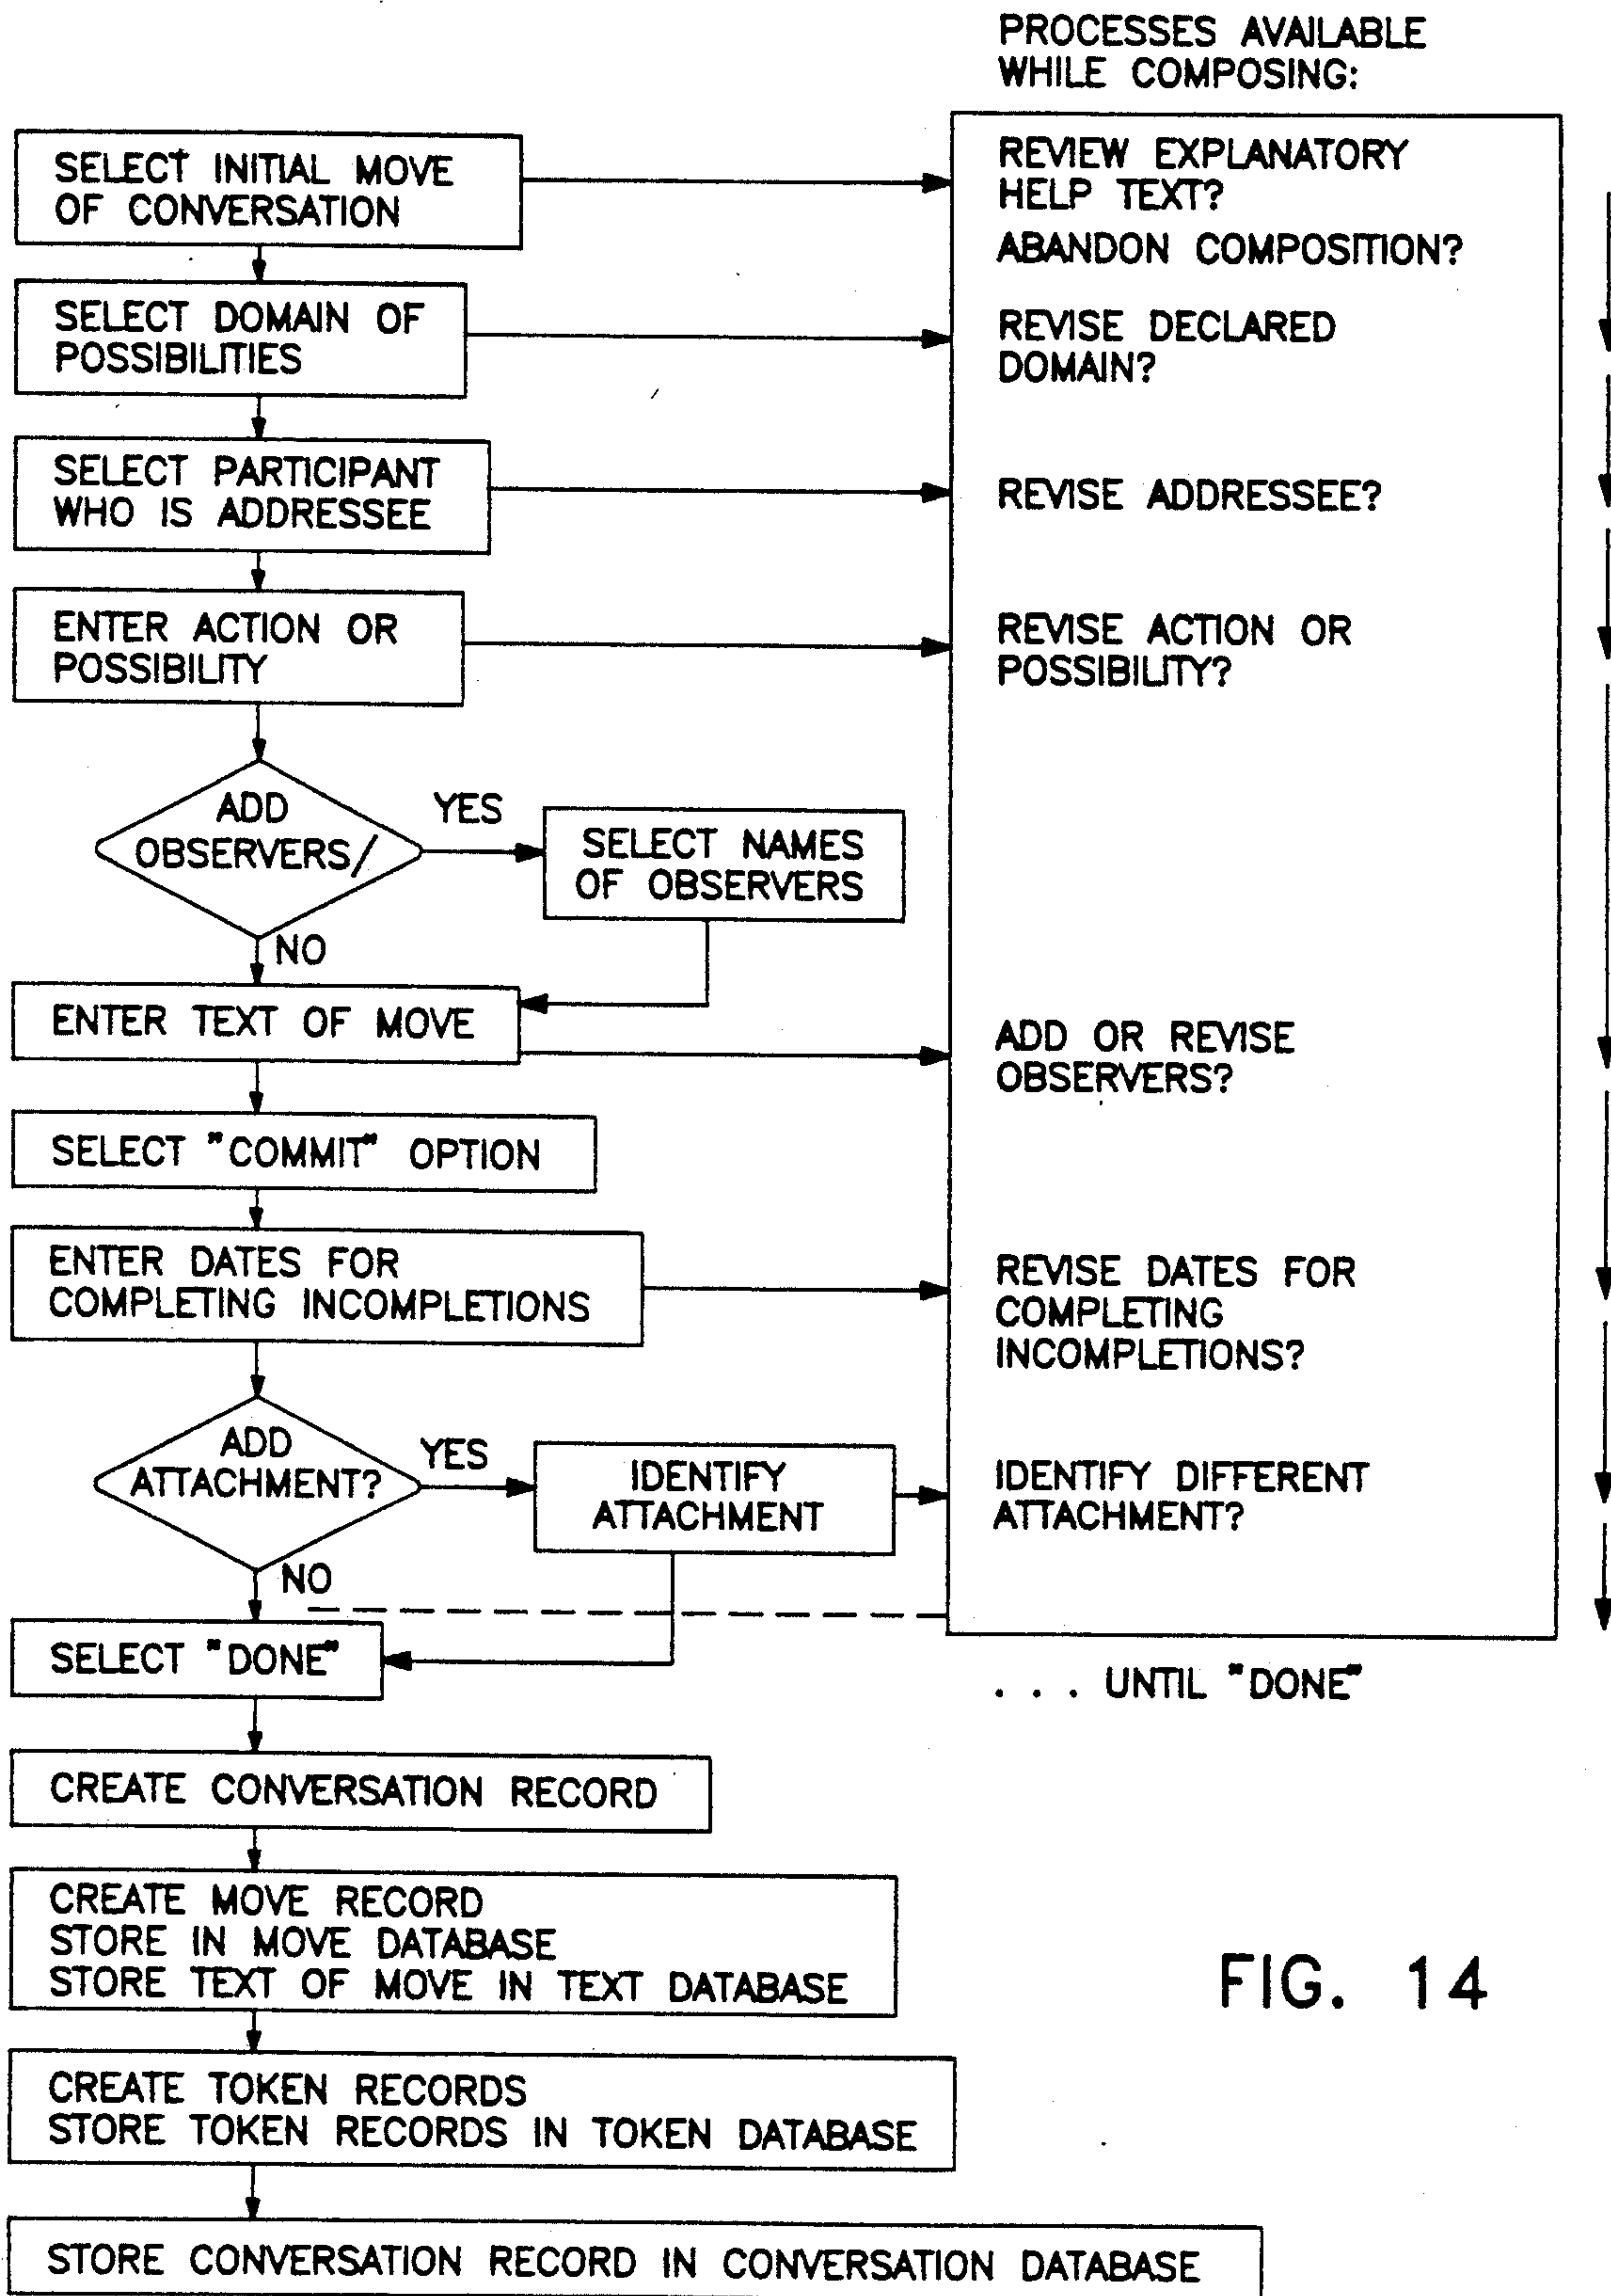 PROCESSES AVAILABLE
WHILE COMPOSING:
SELECT INITIAL MOVE
OF CONVERSATION
REVIEW EXPLANATORY
HELP TEXT?
ABANDON COMPOSITION?
SELECT DOMAIN OF
POSSIBILITIES
REVISE DECLARED
DOMAIN?
SELECT PARTICIPANT
WHO IS ADDRESSEE
REVISE ADDRESSEE?
ENTER ACTION OR
POSSIBILITY
REVISE ACTION OR
POSSIBILITY?
ADD
OBSERVERS/
YES
SELECT NAMES
OF OBSERVERS
NO
ENTER TEXT OF MOVE
ADD OR REVISE
OBSERVERS?
SELECT "COMMIT" OPTION
ENTER DATES FOR
COMPLETING INCOMPLETIONS
REVISE DATES FOR
COMPLETING
INCOMPLETIONS?
ADD
ATTACHMENT?
YES
IDENTIFY
ATTACHMENT
IDENTIFY DIFFERENT
ATTACHMENT?
NO
SELECT "DONE"
. . . UNTIL "DONE"
CREATE CONVERSATION RECORD
CREATE MOVE RECORD
STORE IN MOVE DATABASE
STORE TEXT OF MOVE IN TEXT DATABASE
FIG. 14
CREATE TOKEN RECORDS
STORE TOKEN RECORDS IN TOKEN DATABASE
STORE CONVERSATION RECORD IN CONVERSATION DATABASE